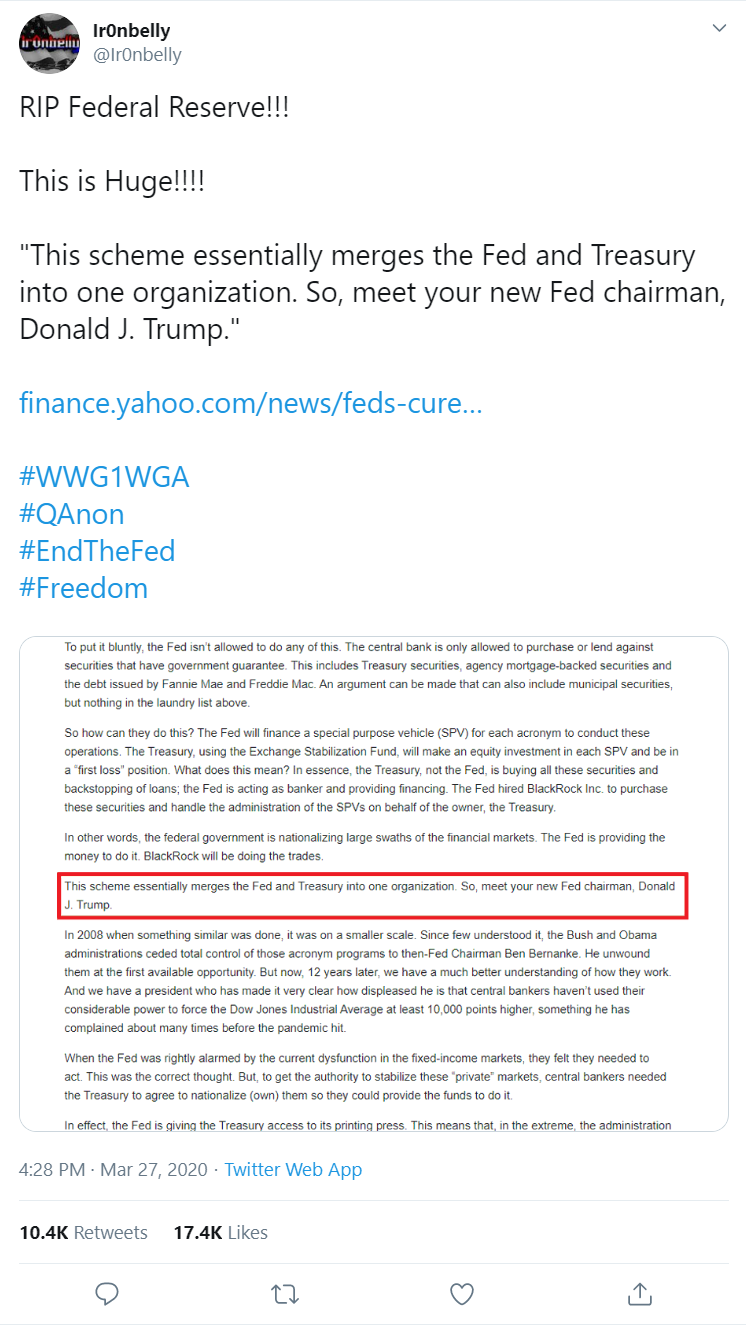 Ir0nbelly
@Ir0nbelly
RIP Federal Reserve!!!
This is Huge!!!!
"This scheme essentially merges the Fed and Treasury
into one organization. So, meet your new Fed chairman,
Donald J. Trump."
finance.yahoo.com/news/feds-cure...
#WWG1WGA
#QAnon
#EndTheFed
#Freedom
To put it bluntly, the Fed isn't allowed to do any of this. The central bank is only allowed to purchase or lend against
securities that have government guarantee. This includes Treasury securities, agency mortgage-backed securities and
the debt issued by Fannie Mae and Freddie Mac. An argument can be made that can also include municipal securities,
but nothing in the laundry list above.
So how can they do this? The Fed will finance a special purpose vehicle (SPV) for each acronym to conduct these
operations. The Treasury, using the Exchange Stabilization Fund, will make an equity investment in each SPV and be in
a "first loss" position. What does this mean? In essence, the Treasury, not the Fed, is buying all these securities and
backstopping of loans; the Fed is acting as banker and providing financing. The Fed hired BlackRock Inc. to purchase
these securities and handle the administration of the SPVs on behalf of the owner, the Treasury.
In other words, the federal government is nationalizing large swaths of the financial markets. The Fed is providing the
money to do it. BlackRock will be doing the trades.
This scheme essentially merges the Fed and Treasury into one organization. So, meet your new Fed chairman, Donald
J. Trump.
In 2008 when something similar was done, it was on a smaller scale. Since few understood it, the Bush and Obama
administrations ceded total control of those acronym programs to then-Fed Chairman Ben Bernanke. He unwound
them at the first available opportunity. But now, 12 years later, we have a much better understanding of how they work.
And we have a president who has made it very clear how displeased he is that central bankers haven't used their
considerable power to force the Dow Jones Industrial Average at least 10,000 points higher, something he has
complained about many times before the pandemic hit.
When the Fed was rightly alarmed by the current dysfunction in the fixed-income markets, they felt they needed to
act. This was the correct thought. But, to get the authority to stabilize these "private" markets, central bankers needed
the Treasury to agree to nationalize (own) them so they could provide the funds to do it.
In effect, the Fed is giving the Treasury access to its printing press. This means that, in the extreme, the administration
4:28 PM · Mar 27, 2020 · Twitter Web App
10.4K Retweets 17.4K Likes